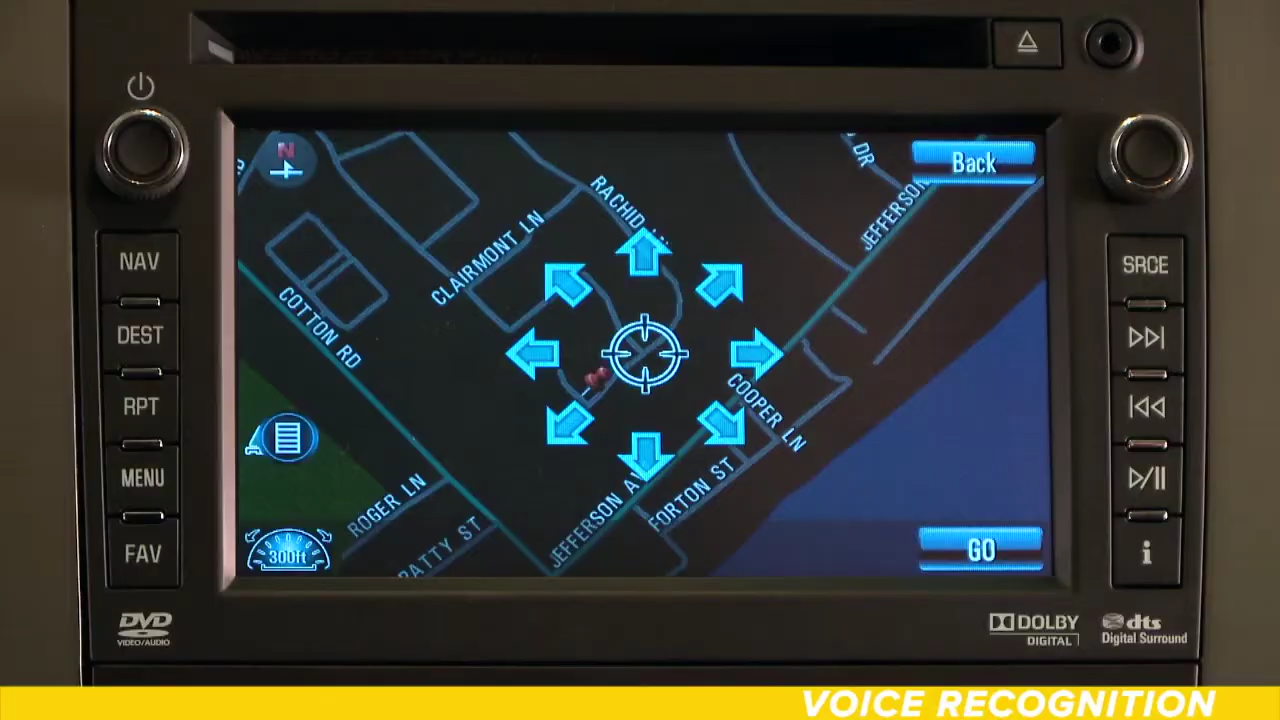 N
DR
Back
RACHID
JEFFERSON
CLAIRMONT LN
NAV
SRCE
COTTON RD
DEST
COOPER LN
RPT
MENU
ROGER LN
FORTON ST
JEFFERSON AV
ATTY ST
300ft
GO
FAV
i
DVD
VIDEO/AUDIO
DOLBY
DIGITAL
dts
Digital Surround
VOICE RECOGNITION